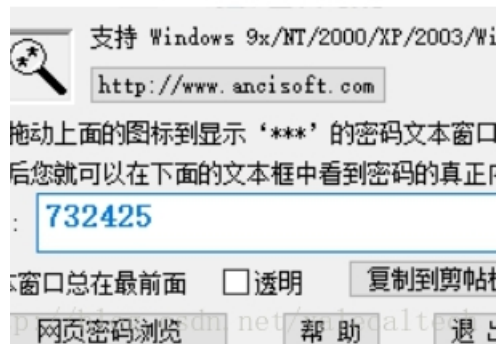 支持 Windows 9x/NT/2000/XP/2003/Wi
http://www.ancisoft.com
拖动上面的图标到显示‘***’的密码文本窗口
后您就可以在下面的文本框中看到密码的真正内
: 732425
窗口总在最前面 透明 复制到剪帖板
网页密码浏览 帮 助 退